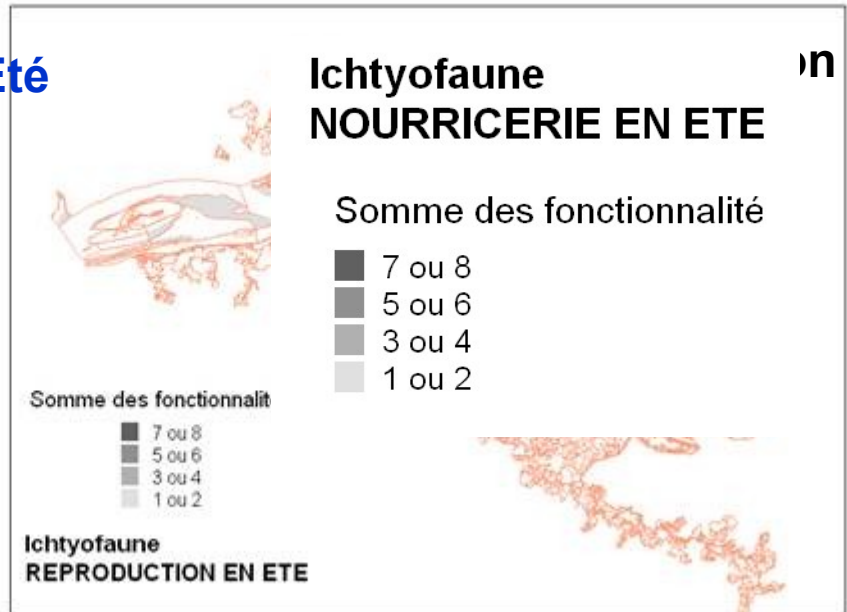 Eté
Ichtyofaune
NOURRICERIE EN ETE
Somme des fonctionnalité
7 ou 8
5 ou 6
3 ou 4
1 ou 2
Somme des fonctionnalit
7 ou 8
5 ou 6
3 ou 4
1 ou 2
Ichtyofaune
REPRODUCTION EN ETE